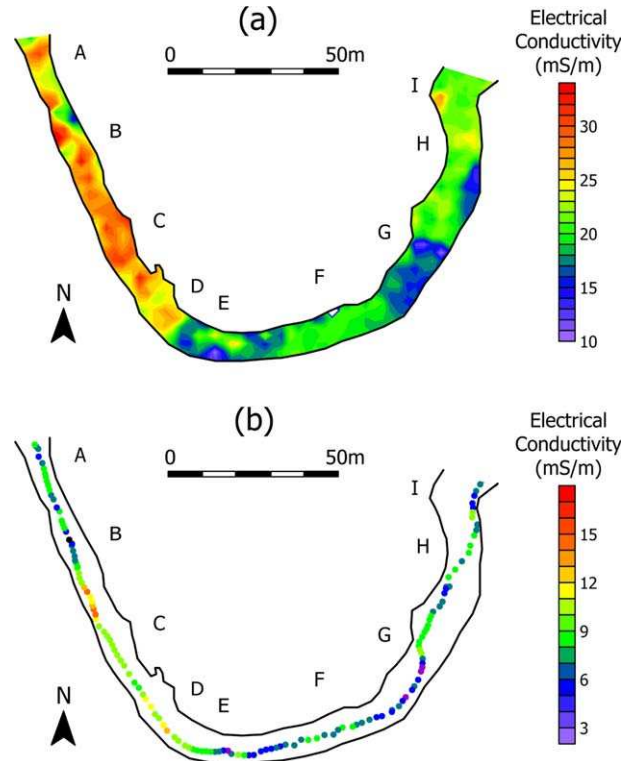 (a)
Electrical
Conductivity
(mS/m)
A
0
50m
I
30
B
H
25
C
G
20
D
E
F
N
15
10
(b)
Electrical
Conductivity
(mS/m)
A
0
50m
I
15
B
H
12
C
G
9
D
E
F
N
6
3